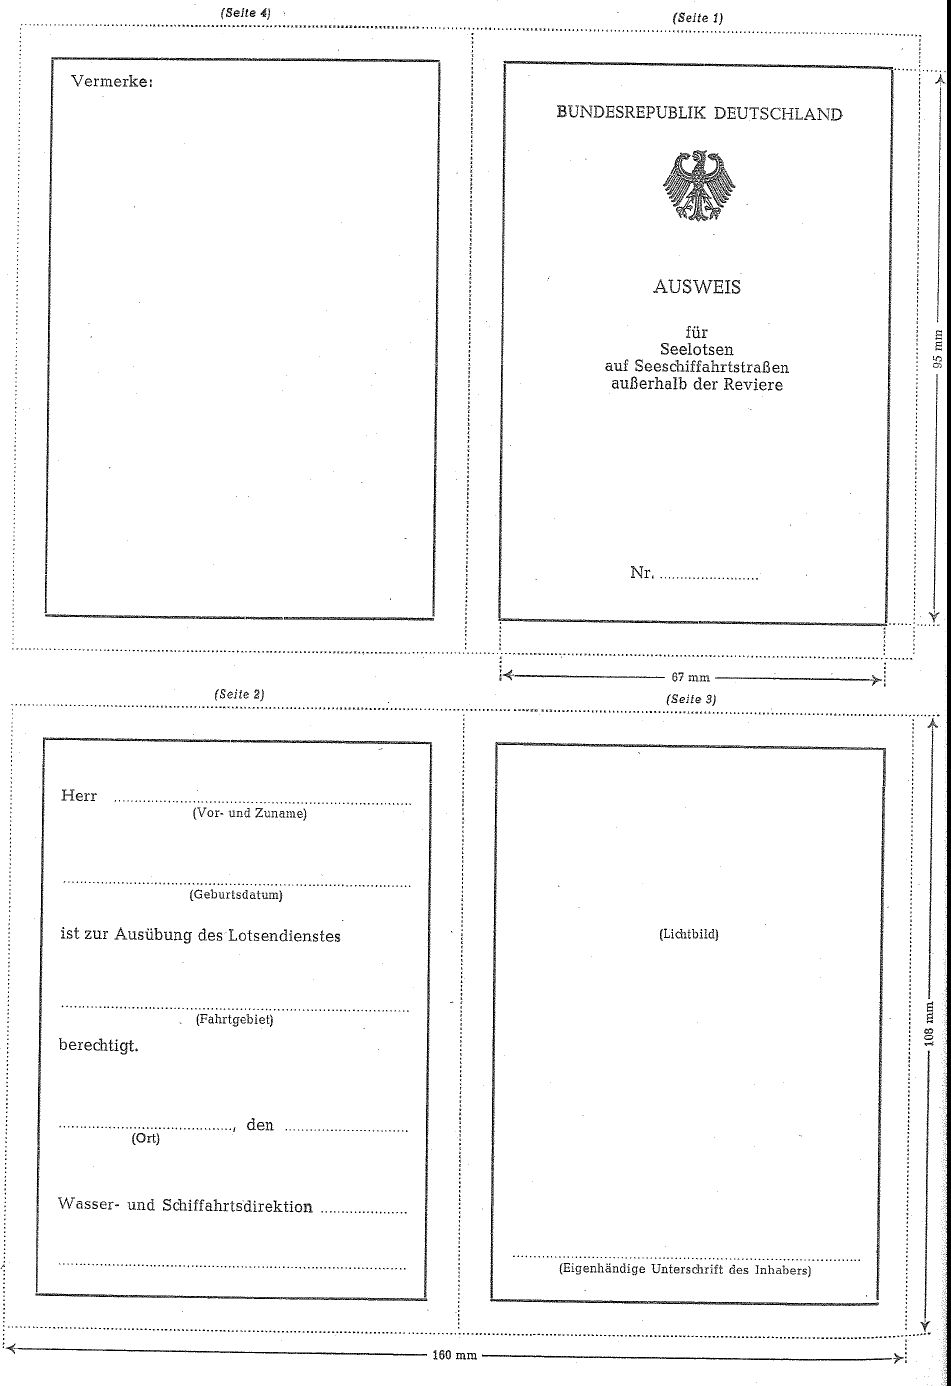 (Seite 4)
Vermerke:
(Seite 1)
BUNDESREPUBLIK DEUTSCHLAND
AUSWEIS
für
Seelotsen
auf Seeschiffahrtstraßen
außerhalb der Reviere
Nr. ........................
95 mm
67 mm
(Seite 2)
Herr ........................
(Vor- und Zuname)
........................
(Geburtsdatum)
ist zur Ausübung des Lotsendienstes
........................
(Fahrtgebiet)
berechtigt.
........................, den ........................
(Ort)
Wasser- und Schiffahrtsdirektion ........................
........................
(Seite 3)
(Lichtbild)
........................
(Eigenhändige Unterschrift des Inhabers)
108 mm
160 mm